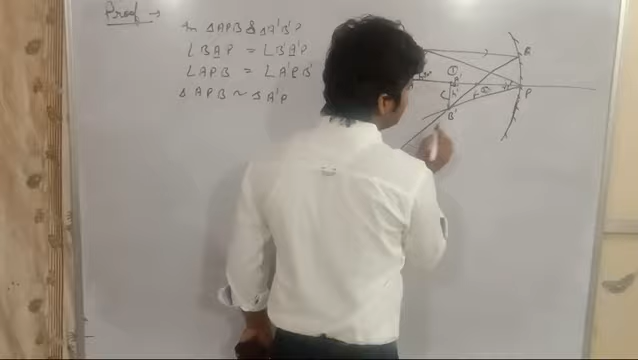 Proof →
In ΔAPB & ΔA'B'P
∠BAP = ∠B'A'P
∠APB = ∠A'PB'
ΔAPB ~ ΔA'P
R
A'
C
h'
F
P
B'